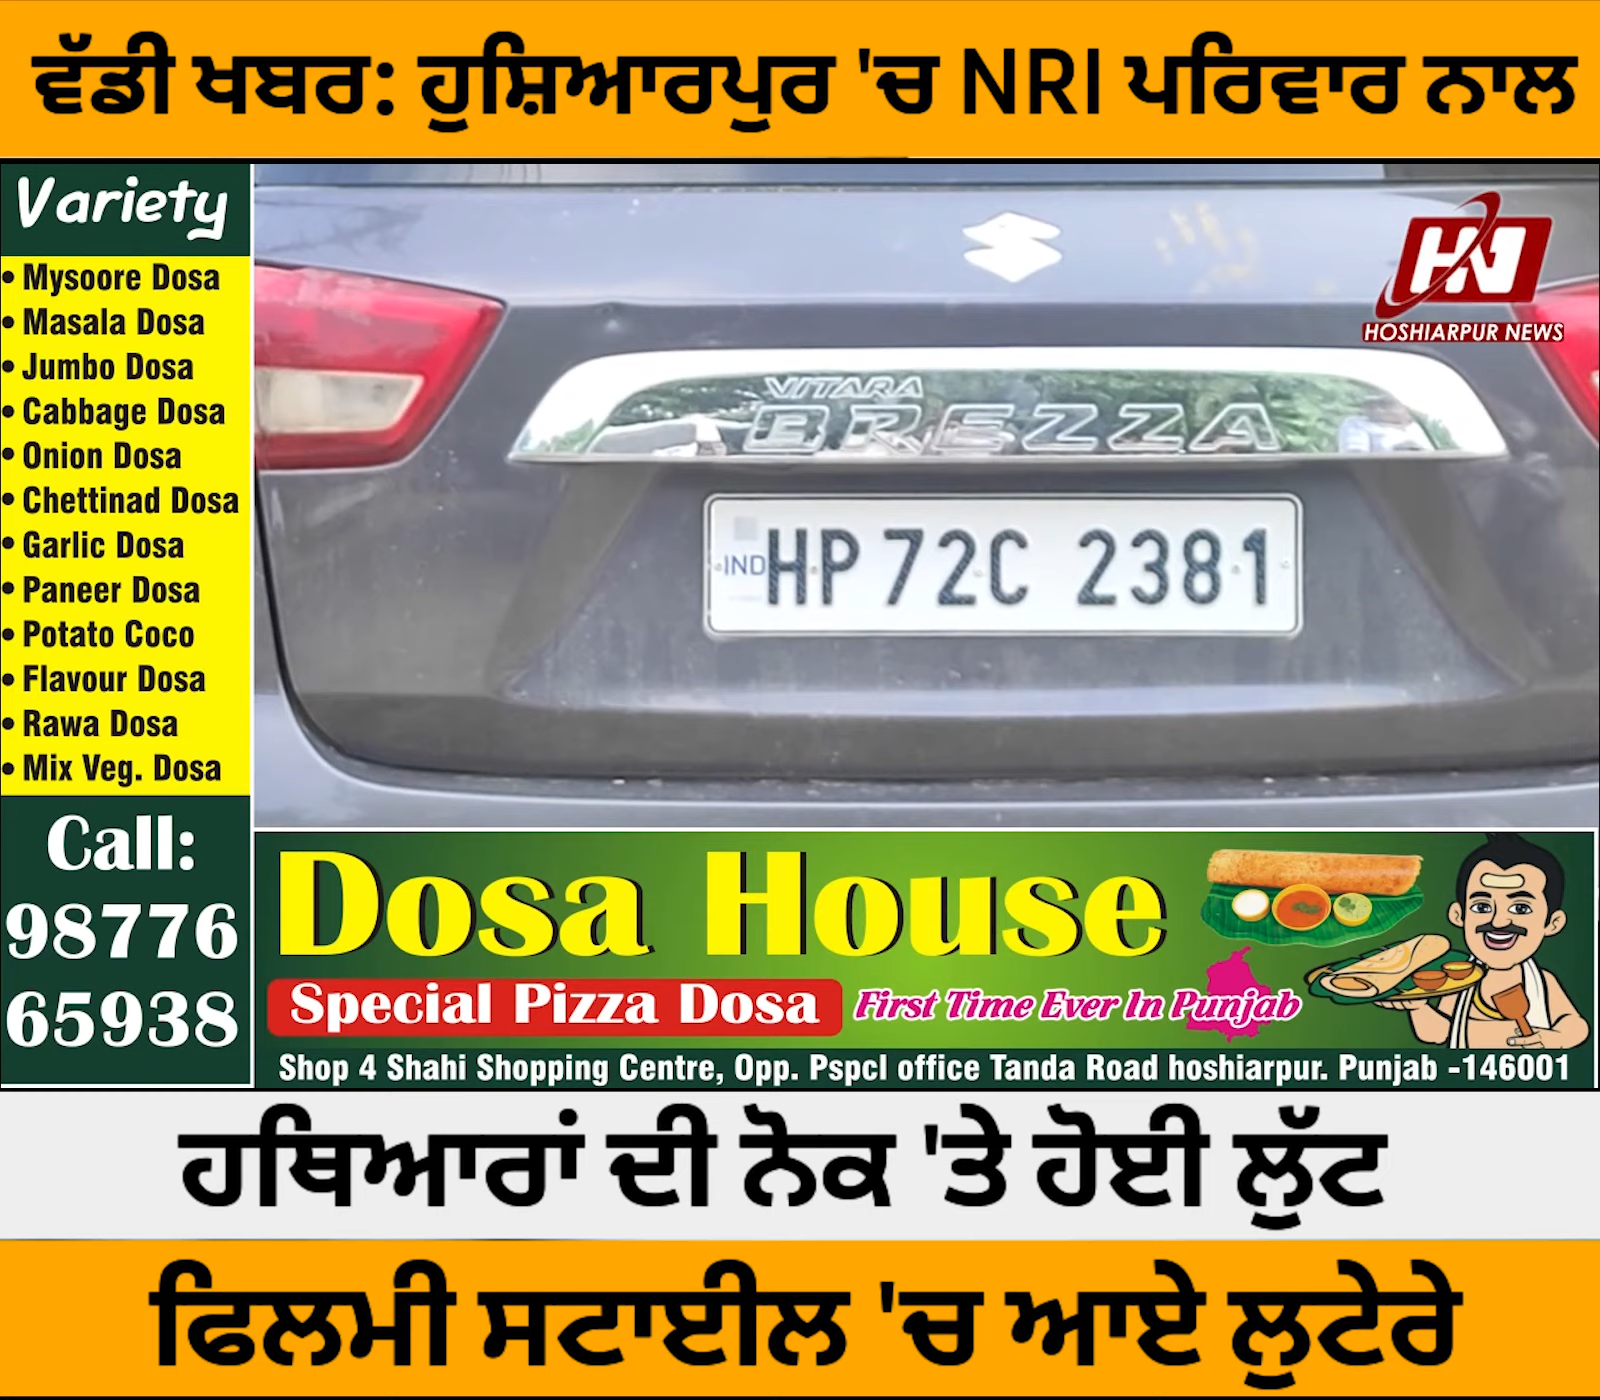 ਵੱਡੀ ਖਬਰ: ਹੁਸ਼ਿਆਰਪੁਰ 'ਚ NRI ਪਰਿਵਾਰ ਨਾਲ
Variety
• Mysoore Dosa
• Masala Dosa
• Jumbo Dosa
• Cabbage Dosa
• Onion Dosa
• Chettinad Dosa
• Garlic Dosa
• Paneer Dosa
• Potato Coco
• Flavour Dosa
• Rawa Dosa
• Mix Veg. Dosa
Call:
98776
65938
HN
HOSHIARPUR NEWS
VITARA
BREZZA
IND HP 72C 2381
Dosa House
Special Pizza Dosa First Time Ever In Punjab
Shop 4 Shahi Shopping Centre, Opp. Pspcl office Tanda Road hoshiarpur. Punjab -146001
ਹਥਿਆਰਾਂ ਦੀ ਨੋਕ 'ਤੇ ਹੋਈ ਲੁੱਟ
ਫਿਲਮੀ ਸਟਾਈਲ 'ਚ ਆਏ ਲੁਟੇਰੇ